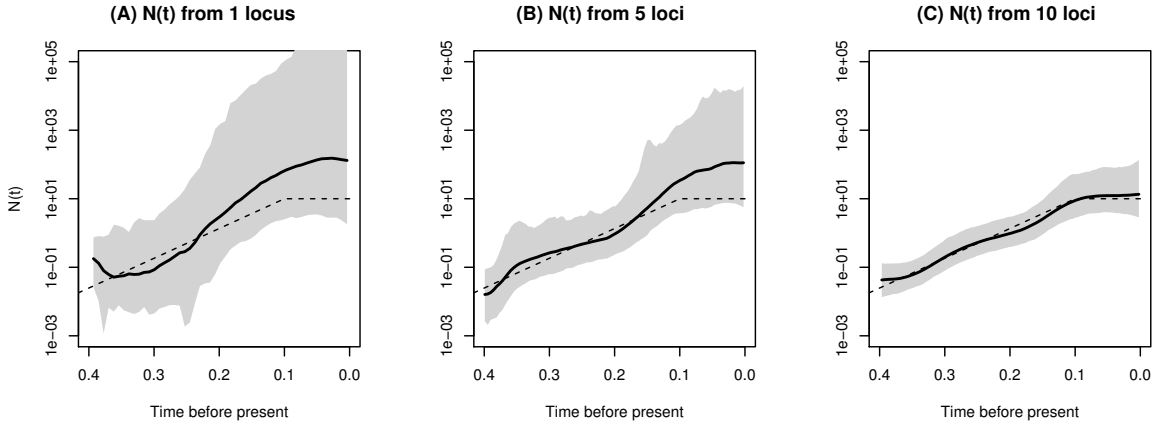 (A) N(t) from 1 locus
1e+05
1e+03
1e+01
1e−01
1e−03
N(t)
0.4 0.3 0.2 0.1 0.0
Time before present
(B) N(t) from 5 loci
1e+05
1e+03
1e+01
1e−01
1e−03
0.4 0.3 0.2 0.1 0.0
Time before present
(C) N(t) from 10 loci
1e+05
1e+03
1e+01
1e−01
1e−03
0.4 0.3 0.2 0.1 0.0
Time before present